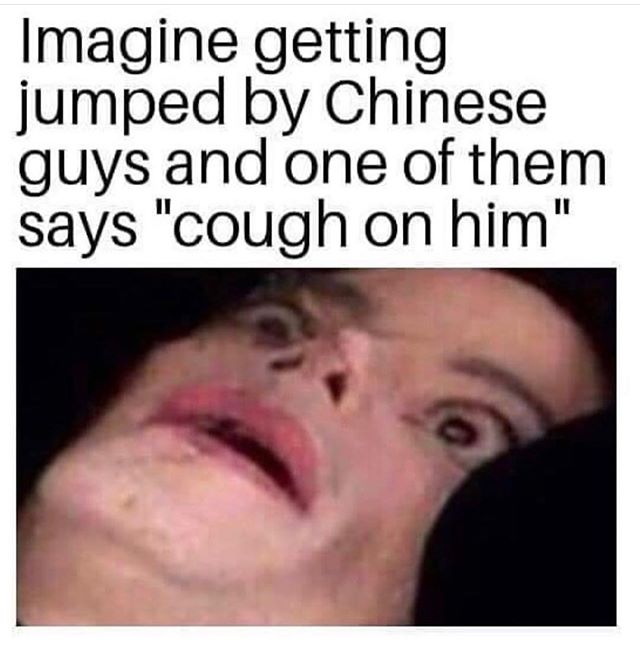 Imagine getting
jumped by Chinese
guys and one of them
says "cough on him"